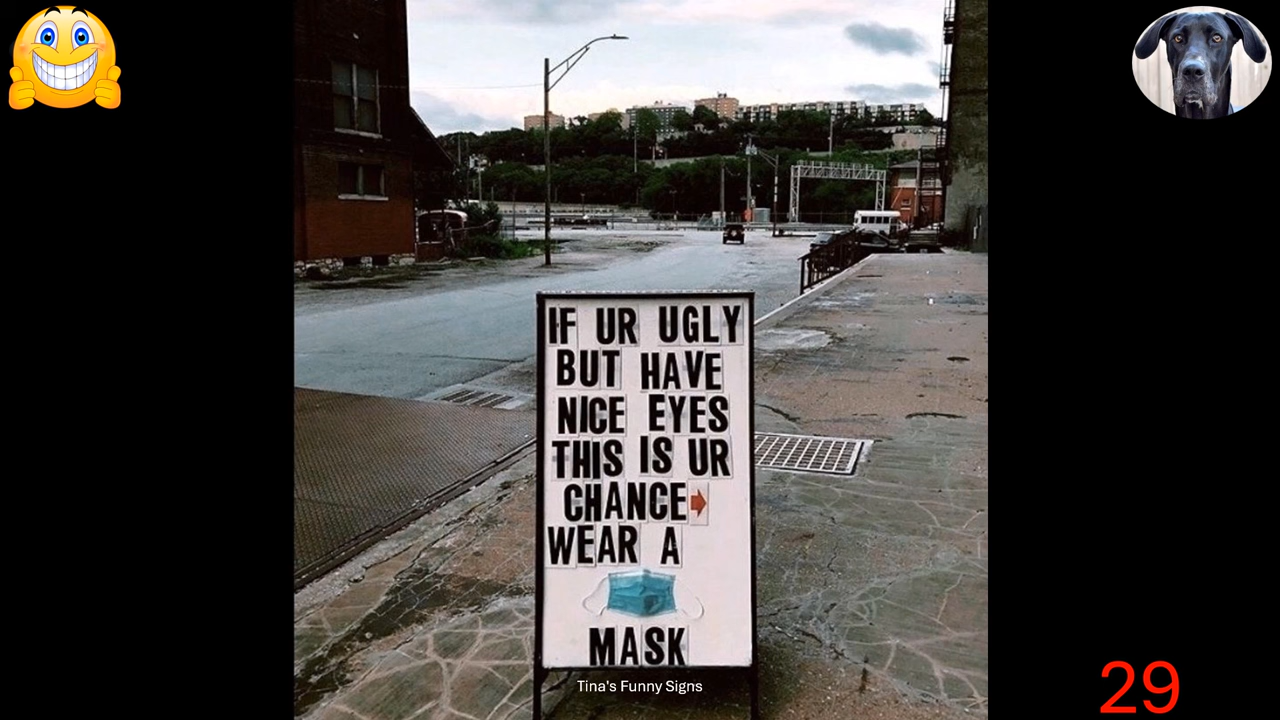 IF UR UGLY
BUT HAVE
NICE EYES
THIS IS UR
CHANCE
WEAR A
MASK
Tina's Funny Signs
29